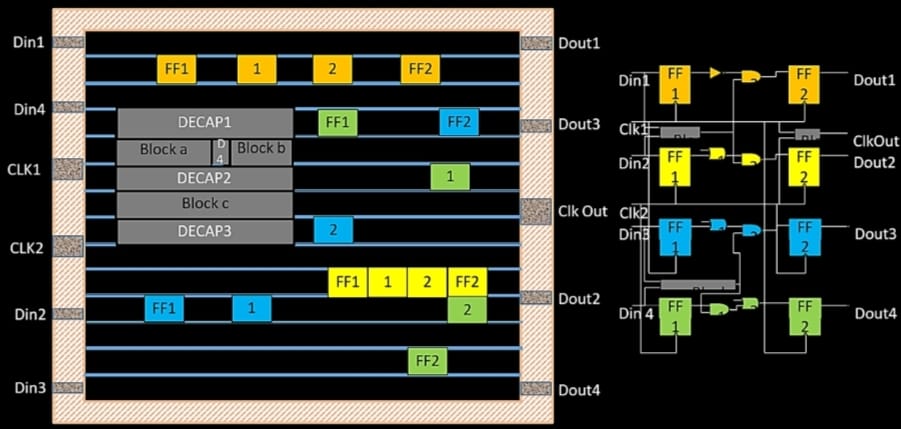 Din1
Dout1
FF1 1 2 FF2
Din4
DECAP1
FF1
FF2
Dout3
Block a
D
4
Block b
CLK1
DECAP2
1
Block c
Clk Out
DECAP3
2
CLK2
FF1 1 2 FF2
Dout2
Din2
FF1
1
2
FF2
Din3
Dout4
Din1
FF
1
FF
2
Dout1
Clk1
ClkOut
Din2
FF
1
FF
2
Dout2
Clk2
Din3
FF
1
FF
2
Dout3
Din 4
FF
1
FF
2
Dout4